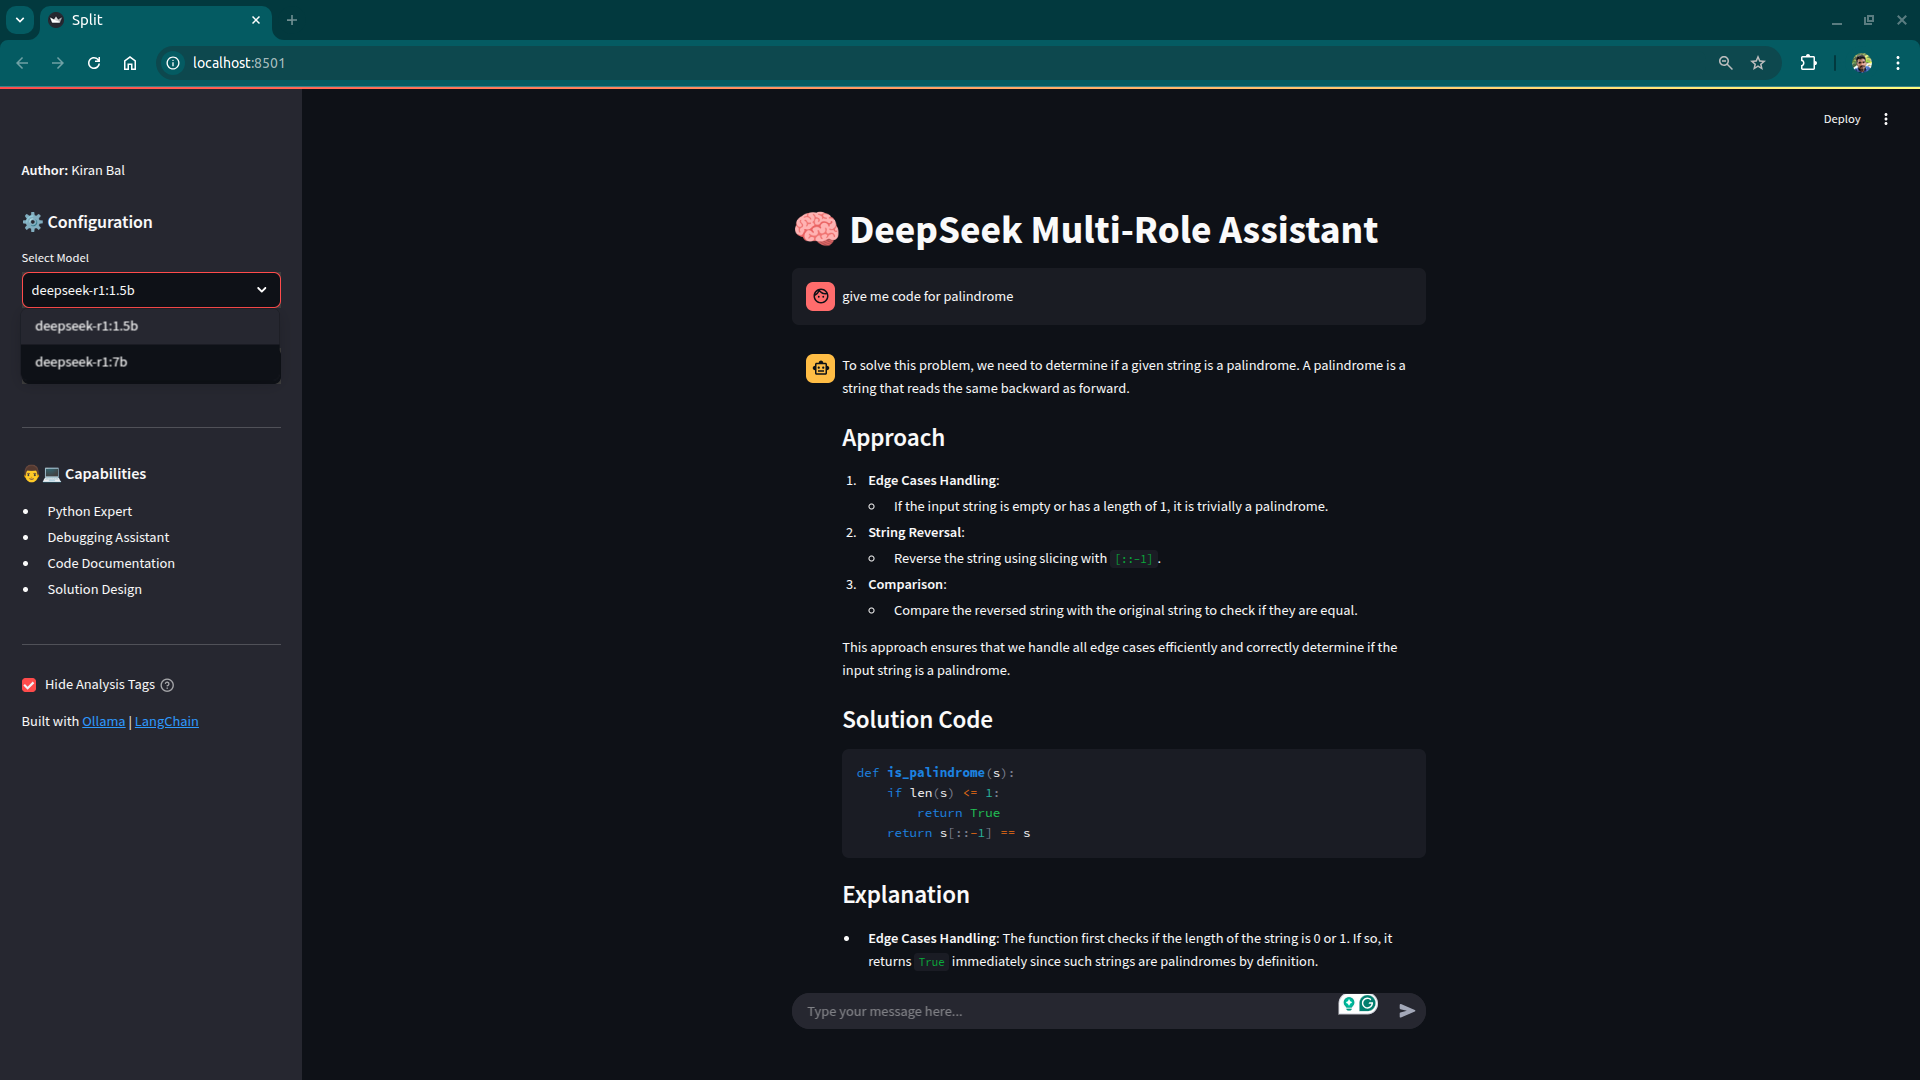 Split
localhost:8501
Deploy
Author: Kiran Bal
Configuration
Select Model
deepseek-r1:1.5b
deepseek-r1:1.5b
deepseek-r1:7b
Capabilities
Python Expert
Debugging Assistant
Code Documentation
Solution Design
Hide Analysis Tags
Built with Ollama | LangChain
DeepSeek Multi-Role Assistant
give me code for palindrome
To solve this problem, we need to determine if a given string is a palindrome. A palindrome is a
string that reads the same backward as forward.
Approach
1. Edge Cases Handling:
If the input string is empty or has a length of 1, it is trivially a palindrome.
2. String Reversal:
Reverse the string using slicing with [::-1].
3. Comparison:
Compare the reversed string with the original string to check if they are equal.
This approach ensures that we handle all edge cases efficiently and correctly determine if the
input string is a palindrome.
Solution Code
def is_palindrome(s):
    if len(s) <= 1:
        return True
    return s[::-1] == s
Explanation
Edge Cases Handling: The function first checks if the length of the string is 0 or 1. If so, it
returns True immediately since such strings are palindromes by definition.
Type your message here...